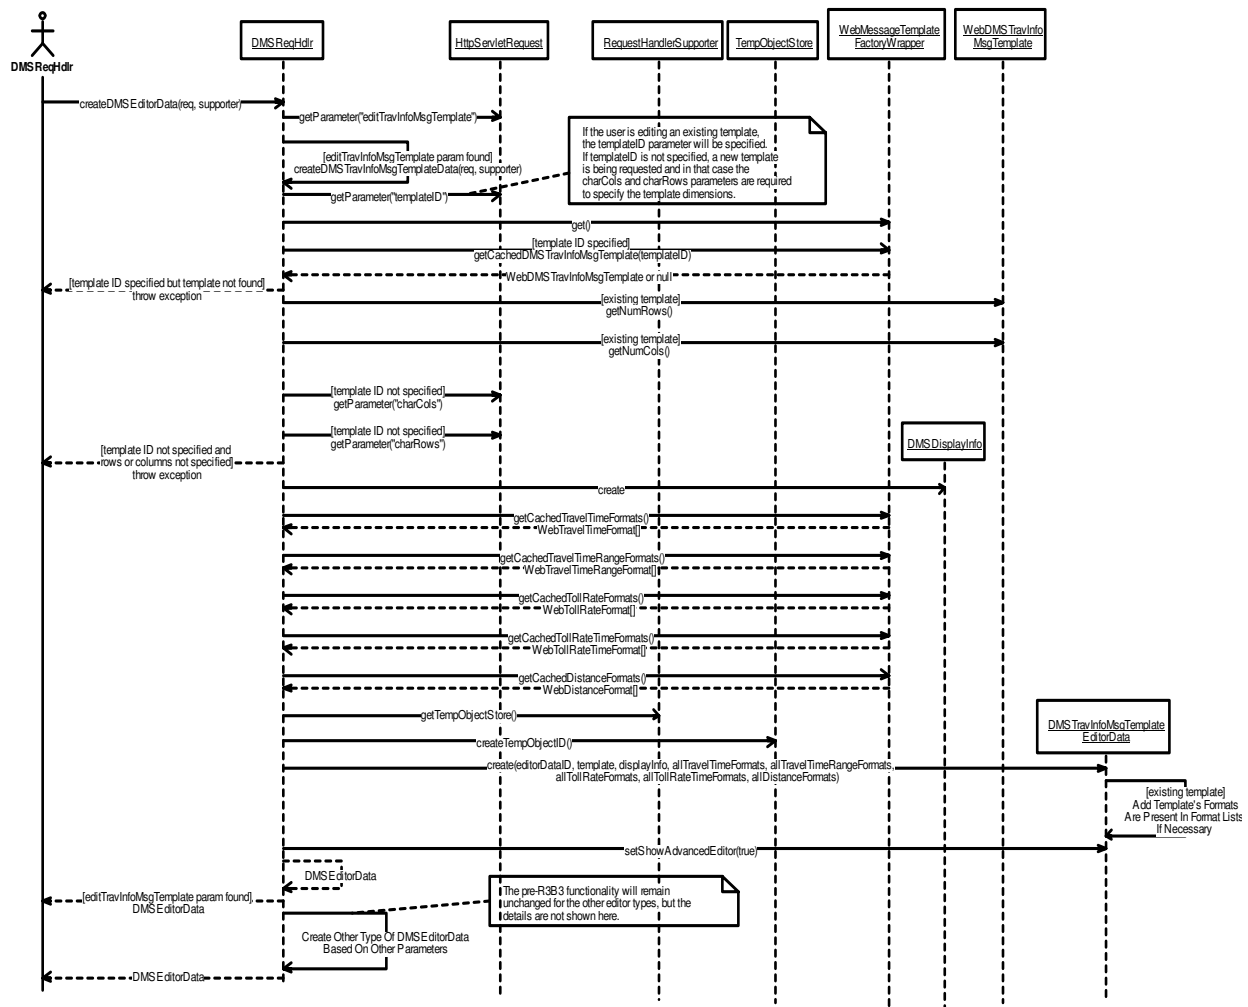 DMSReqHdlr
DMSReqHdlr
HttpServletRequest
RequestHandlerSupporter
TempObjectStore
WebMessageTemplate
FactoryWrapper
WebDMSTravInfo
MsgTemplate
createDMSEditorData(req, supporter)
getParameter("editTravInfoMsgTemplate")
[editTravInfoMsgTemplate param found]
createDMSTravInfoMsgTemplateData(req, supporter)
getParameter("templateID")
If the user is editing an existing template,
the templateID parameter will be specified.
If templateID is not specified, a new template
is being requested and in that case the
charCols and charRows parameters are required
to specify the template dimensions.
get()
[template ID specified]
getCachedDMSTravInfoMsgTemplate(templateID)
WebDMSTravInfoMsgTemplate or null
[template ID specified but template not found]
throw exception
[existing template]
getNumRows()
[existing template]
getNumCols()
[template ID not specified]
getParameter("charCols")
[template ID not specified]
getParameter("charRows")
DMSDisplayInfo
[template ID not specified and
rows or columns not specified]
throw exception
create
getCachedTravelTimeFormats()
WebTravelTimeFormat[]
getCachedTravelTimeRangeFormats()
WebTravelTimeRangeFormat[]
getCachedTollRateFormats()
WebTollRateFormat[]
getCachedTollRateTimeFormats()
WebTollRateTimeFormat[]
getCachedDistanceFormats()
WebDistanceFormat[]
getTempObjectStore()
DMSTravInfoMsgTemplate
EditorData
createTempObjectID()
create(editorDataID, template, displayInfo, allTravelTimeFormats, allTravelTimeRangeFormats,
allTollRateFormats, allTollRateTimeFormats, allDistanceFormats)
[existing template]
Add Template's Formats
Are Present In Format Lists
If Necessary
setShowAdvancedEditor(true)
DMSEditorData
[editTravInfoMsgTemplate param found]
DMSEditorData
The pre-R3B3 functionality will remain
unchanged for the other editor types, but the
details are not shown here.
Create Other Type Of DMSEditorData
Based On Other Parameters
DMSEditorData